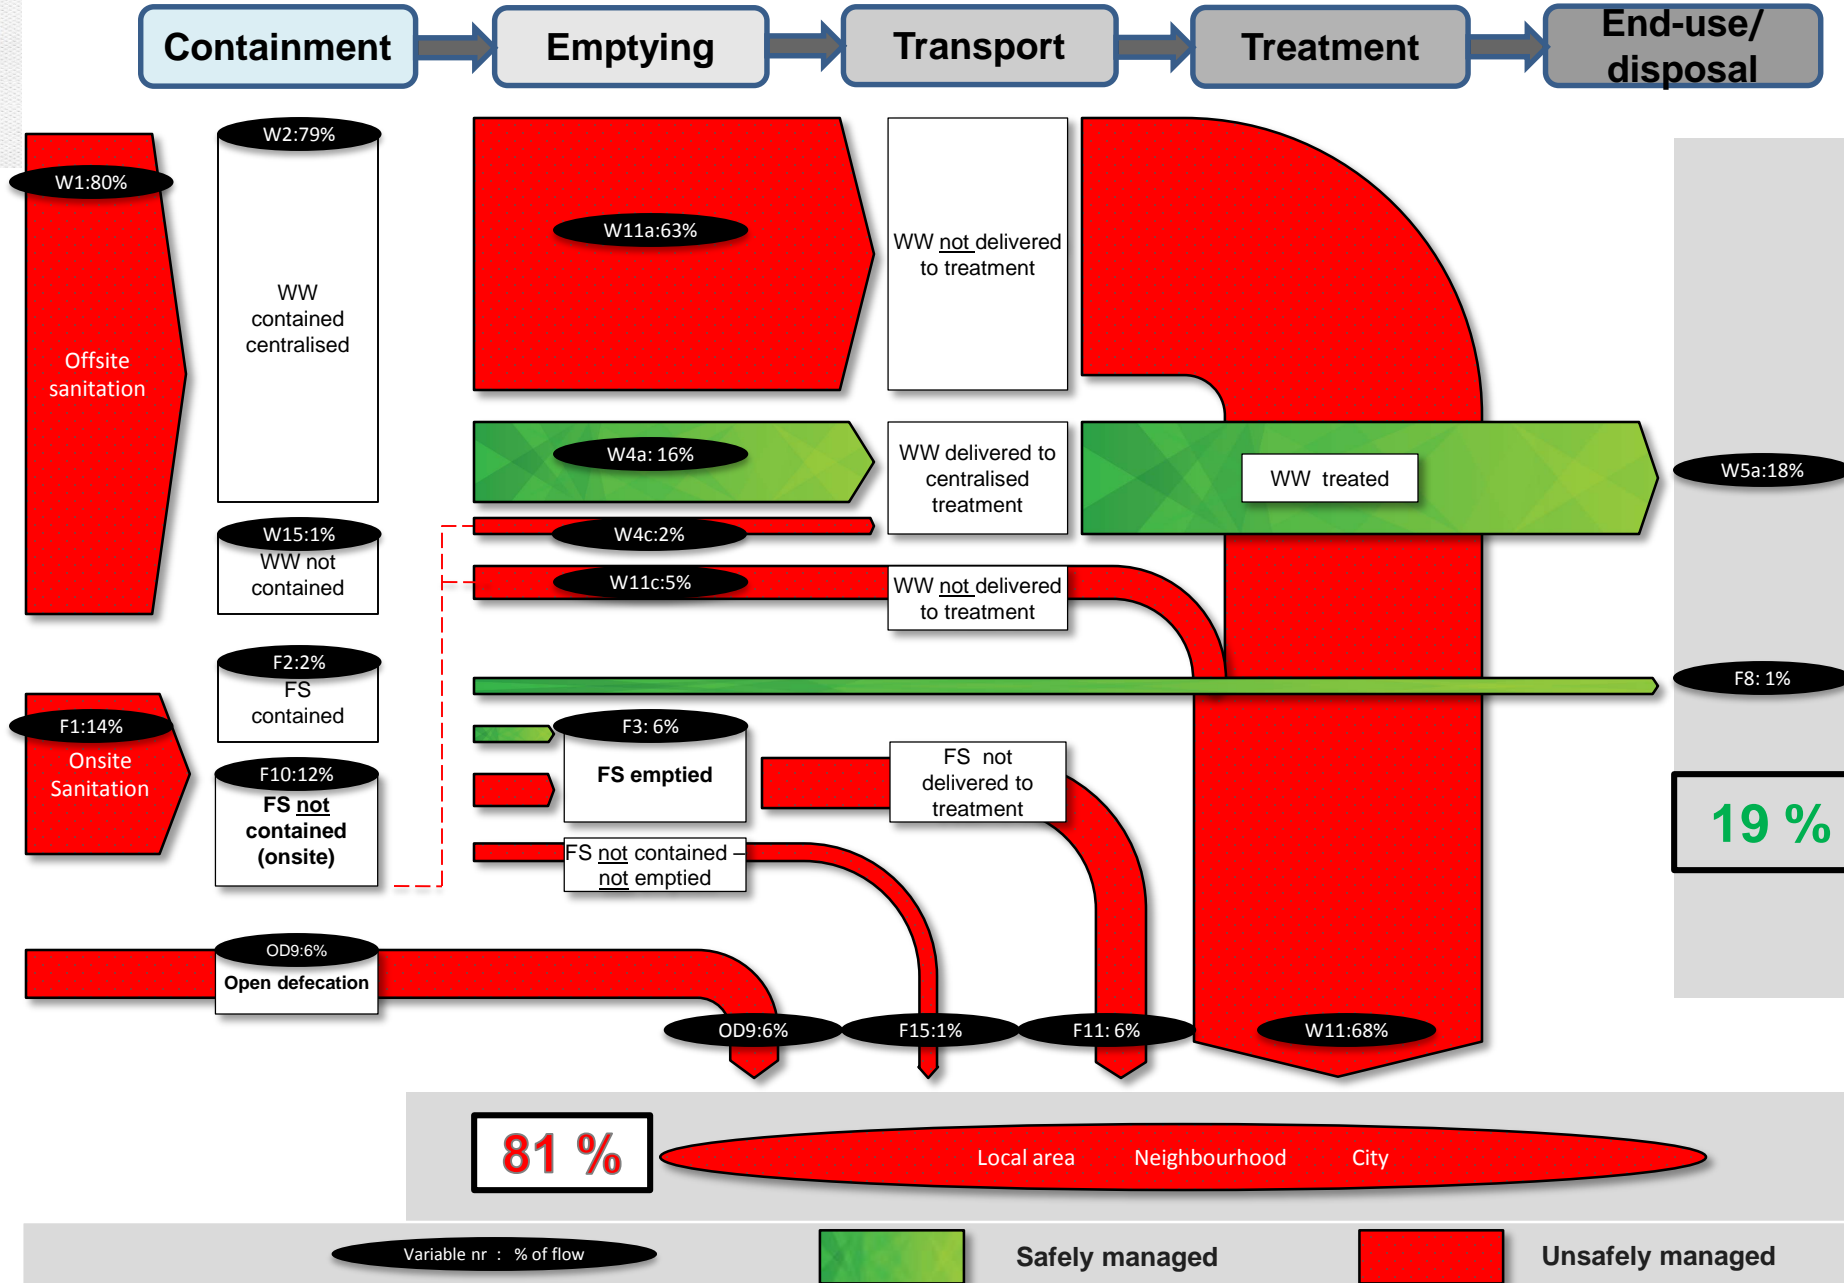 Containment
Emptying
Transport
Treatment
End-use/
disposal
W1:80%
Offsite
sanitation
W2:79%
WW
contained
centralised
W15:1%
WW not
contained
F2:2%
FS
contained
F1:14%
Onsite
Sanitation
F10:12%
FS not
contained
(onsite)
OD9:6%
Open defecation
W11a:63%
WW not delivered
to treatment
W4a: 16%
WW delivered to
centralised
treatment
W4c:2%
W11c:5%
WW not delivered
to treatment
WW treated
W5a:18%
F8: 1%
F3: 6%
FS emptied
FS not
delivered to
treatment
FS not contained –
not emptied
19 %
OD9:6%
F15:1%
F11: 6%
W11:68%
81 %
Local area Neighbourhood City
Variable nr : % of flow
Safely managed
Unsafely managed